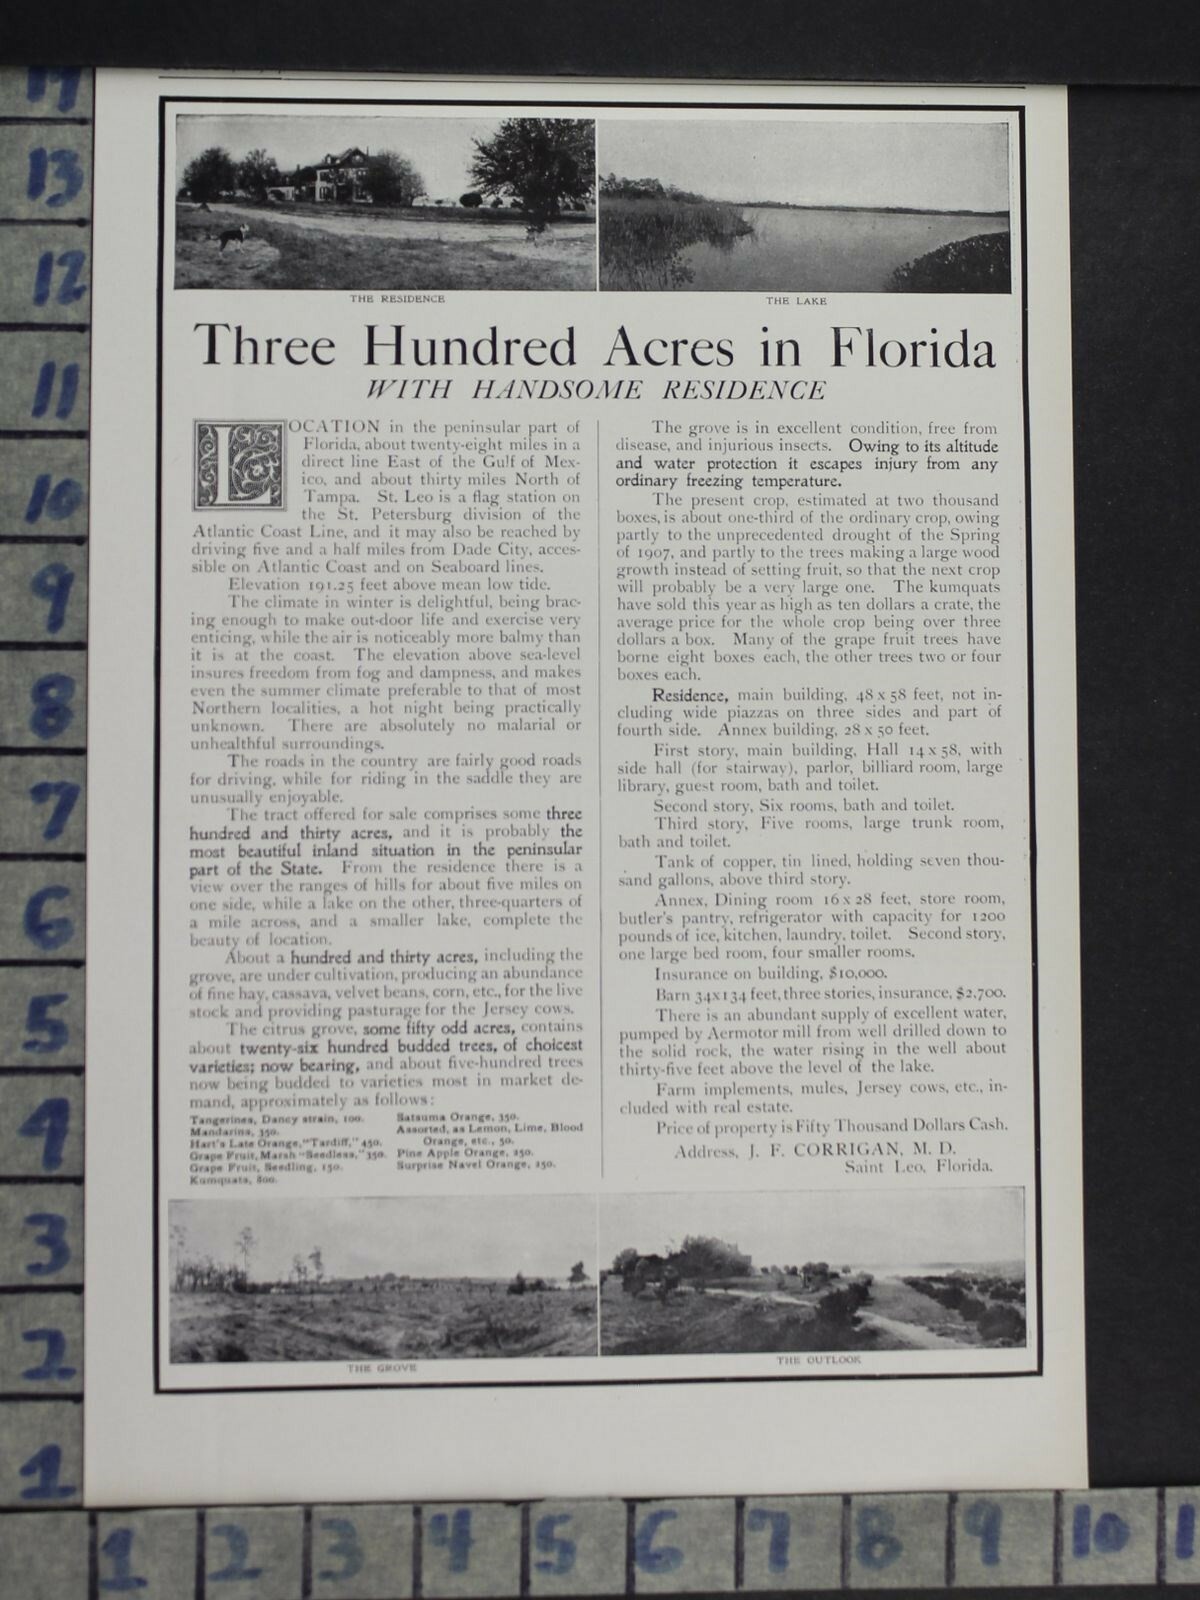 THE RESIDENCE
THE LAKE
Three Hundred Acres in Florida
WITH HANDSOME RESIDENCE
LOCATION in the peninsular part of
Florida, about twenty-eight miles in a
direct line East of the Gulf of Mex-
ico, and about thirty miles North of
Tampa. St. Leo is a flag station on
the St. Petersburg division of the
Atlantic Coast Line, and it may also be reached by
driving five and a half miles from Dade City, acces-
sible on Atlantic Coast and on Seaboard lines.
Elevation 191.25 feet above mean low tide.
The climate in winter is delightful, being brac-
ing enough to make out-door life and exercise very
enticing, while the air is noticeably more balmy than
it is at the coast. The elevation above sea-level
insures freedom from fog and dampness, and makes
even the summer climate preferable to that of most
Northern localities, a hot night being practically
unknown. There are absolutely no malarial or
unhealthful surroundings.
The roads in the country are fairly good roads
for driving, while for riding in the saddle they are
unusually enjoyable.
The tract offered for sale comprises some three
hundred and thirty acres, and it is probably the
most beautiful inland situation in the peninsular
part of the State. From the residence there is a
view over the ranges of hills for about five miles on
one side, while a lake on the other, three-quarters of
a mile across, and a smaller lake, complete the
beauty of location.
About a hundred and thirty acres, including the
grove, are under cultivation, producing an abundance
of fine hay, cassava, velvet beans, corn, etc., for the live
stock and providing pasturage for the Jersey cows.
The citrus grove, some fifty odd acres, contains
about twenty-six hundred budded trees, of choicest
varieties; now bearing, and about five-hundred trees
now being budded to varieties most in market de-
mand, approximately as follows:
Tangerines, Dancy strain, 100.
Mandarins, 350.
Hart's Late Orange, "Tardiff," 450.
Grape Fruit, Marsh "Seedless," 350.
Grape Fruit, Seedling, 150.
Kumquats, 800.
Satsuma Orange, 350.
Assorted, as Lemon, Lime, Blood
Orange, etc., 50.
Pine Apple Orange, 250.
Surprise Navel Orange, 250.
The grove is in excellent condition, free from
disease, and injurious insects. Owing to its altitude
and water protection it escapes injury from any
ordinary freezing temperature.
The present crop, estimated at two thousand
boxes, is about one-third of the ordinary crop, owing
partly to the unprecedented drought of the Spring
of 1907, and partly to the trees making a large wood
growth instead of setting fruit, so that the next crop
will probably be a very large one. The kumquats
have sold this year as high as ten dollars a crate, the
average price for the whole crop being over three
dollars a box. Many of the grape fruit trees have
borne eight boxes each, the other trees two or four
boxes each.
Residence, main building, 48 x 58 feet, not in-
cluding wide piazzas on three sides and part of
fourth side. Annex building, 28 x 50 feet.
First story, main building, Hall 14 x 58, with
side hall (for stairway), parlor, billiard room, large
library, guest room, bath and toilet.
Second story, Six rooms, bath and toilet.
Third story, Five rooms, large trunk room,
bath and toilet.
Tank of copper, tin lined, holding seven thou-
sand gallons, above third story.
Annex, Dining room 16 x 28 feet, store room,
butler's pantry, refrigerator with capacity for 1200
pounds of ice, kitchen, laundry, toilet. Second story,
one large bed room, four smaller rooms.
Insurance on building, $10,000.
Barn 34x134 feet, three stories, insurance, $2,700.
There is an abundant supply of excellent water,
pumped by Aermotor mill from well drilled down to
the solid rock, the water rising in the well about
thirty-five feet above the level of the lake.
Farm implements, mules, Jersey cows, etc., in-
cluded with real estate.
Price of property is Fifty Thousand Dollars Cash.
Address, J. F. CORRIGAN, M. D.
Saint Leo, Florida.
THE GROVE
THE OUTLOOK
14
13
12
11
10
9
8
7
6
5
4
3
2
1
1 2 3 4 5 6 7 8 9 10 1